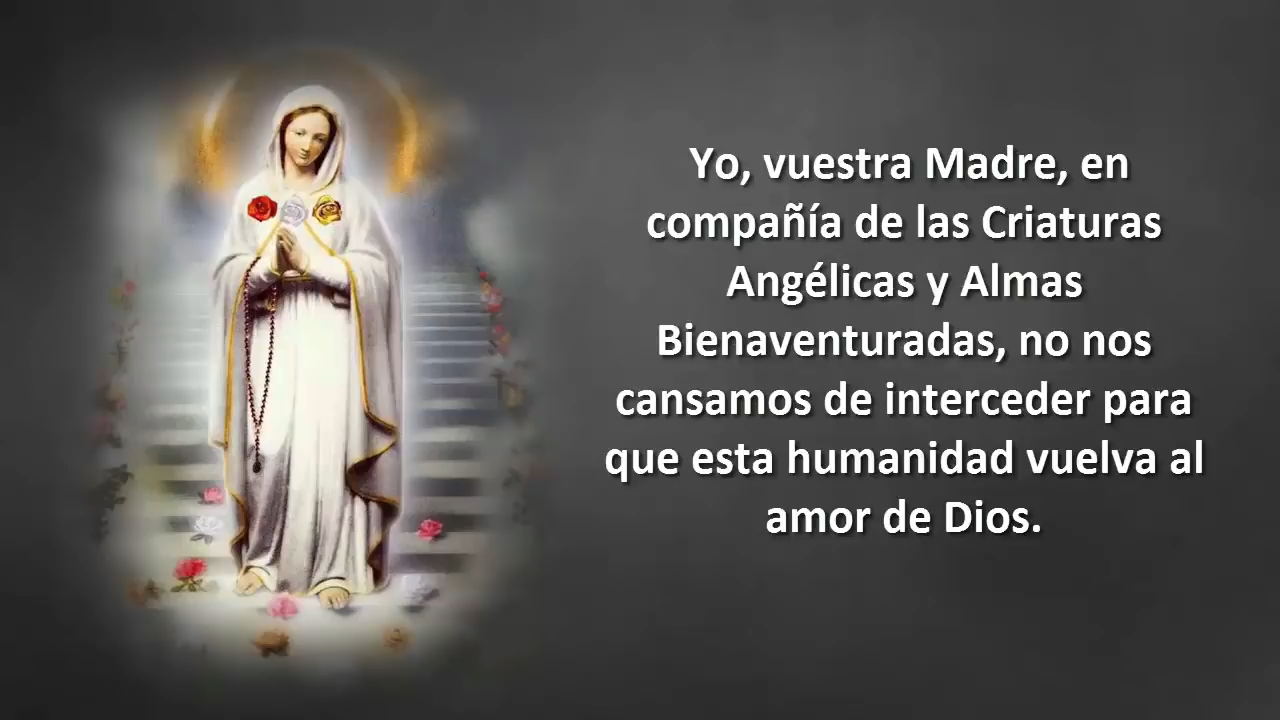 Yo, vuestra Madre, en
compañía de las Criaturas
Angélicas y Almas
Bienaventuradas, no nos
cansamos de interceder para
que esta humanidad vuelva al
amor de Dios.